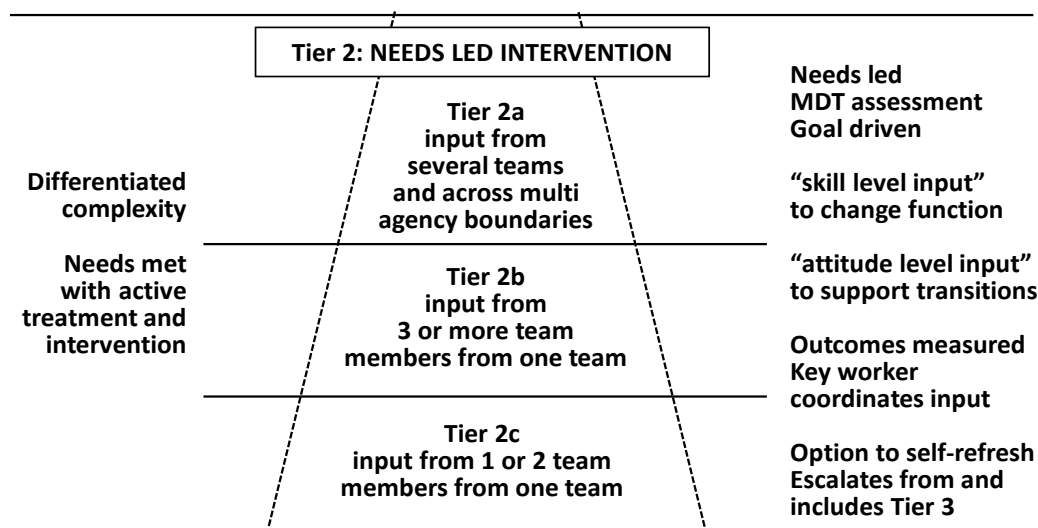 Tier 2: NEEDS LED INTERVENTION
Tier 2a
input from
several teams
and across multi
agency boundaries
Differentiated
complexity
Needs met
with active
treatment and
intervention
Tier 2b
input from
3 or more team
members from one team
Tier 2c
input from 1 or 2 team
members from one team
Needs led
MDT assessment
Goal driven
“skill level input”
to change function
“attitude level input”
to support transitions
Outcomes measured
Key worker
coordinates input
Option to self-refresh
Escalates from and
includes Tier 3